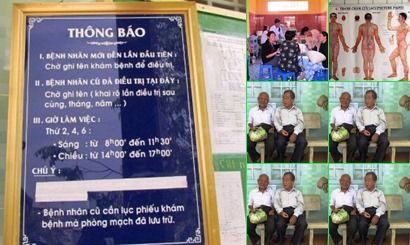 THÔNG BÁO
I. BỆNH NHÂN MỚI ĐẾN LẦN ĐẦU TIÊN :
Chờ ghi tên khám bệnh để điều trị.
II. BỆNH NHÂN CŨ ĐÃ ĐIỀU TRỊ TẠI ĐÂY :
Chờ ghi tên ( khai rõ lần điều trị sau
cùng, tháng, năm ... )
III. GIỜ LÀM VIỆC :
Thứ 2, 4, 6 :
- Sáng : từ 8h00' đến 11h30'
- Chiều : từ 14h00' đến 17h00'
CHÚ Ý :
- Bệnh nhân cũ cần lục phiếu khám
bệnh mà phòng mạch đã lưu trữ.